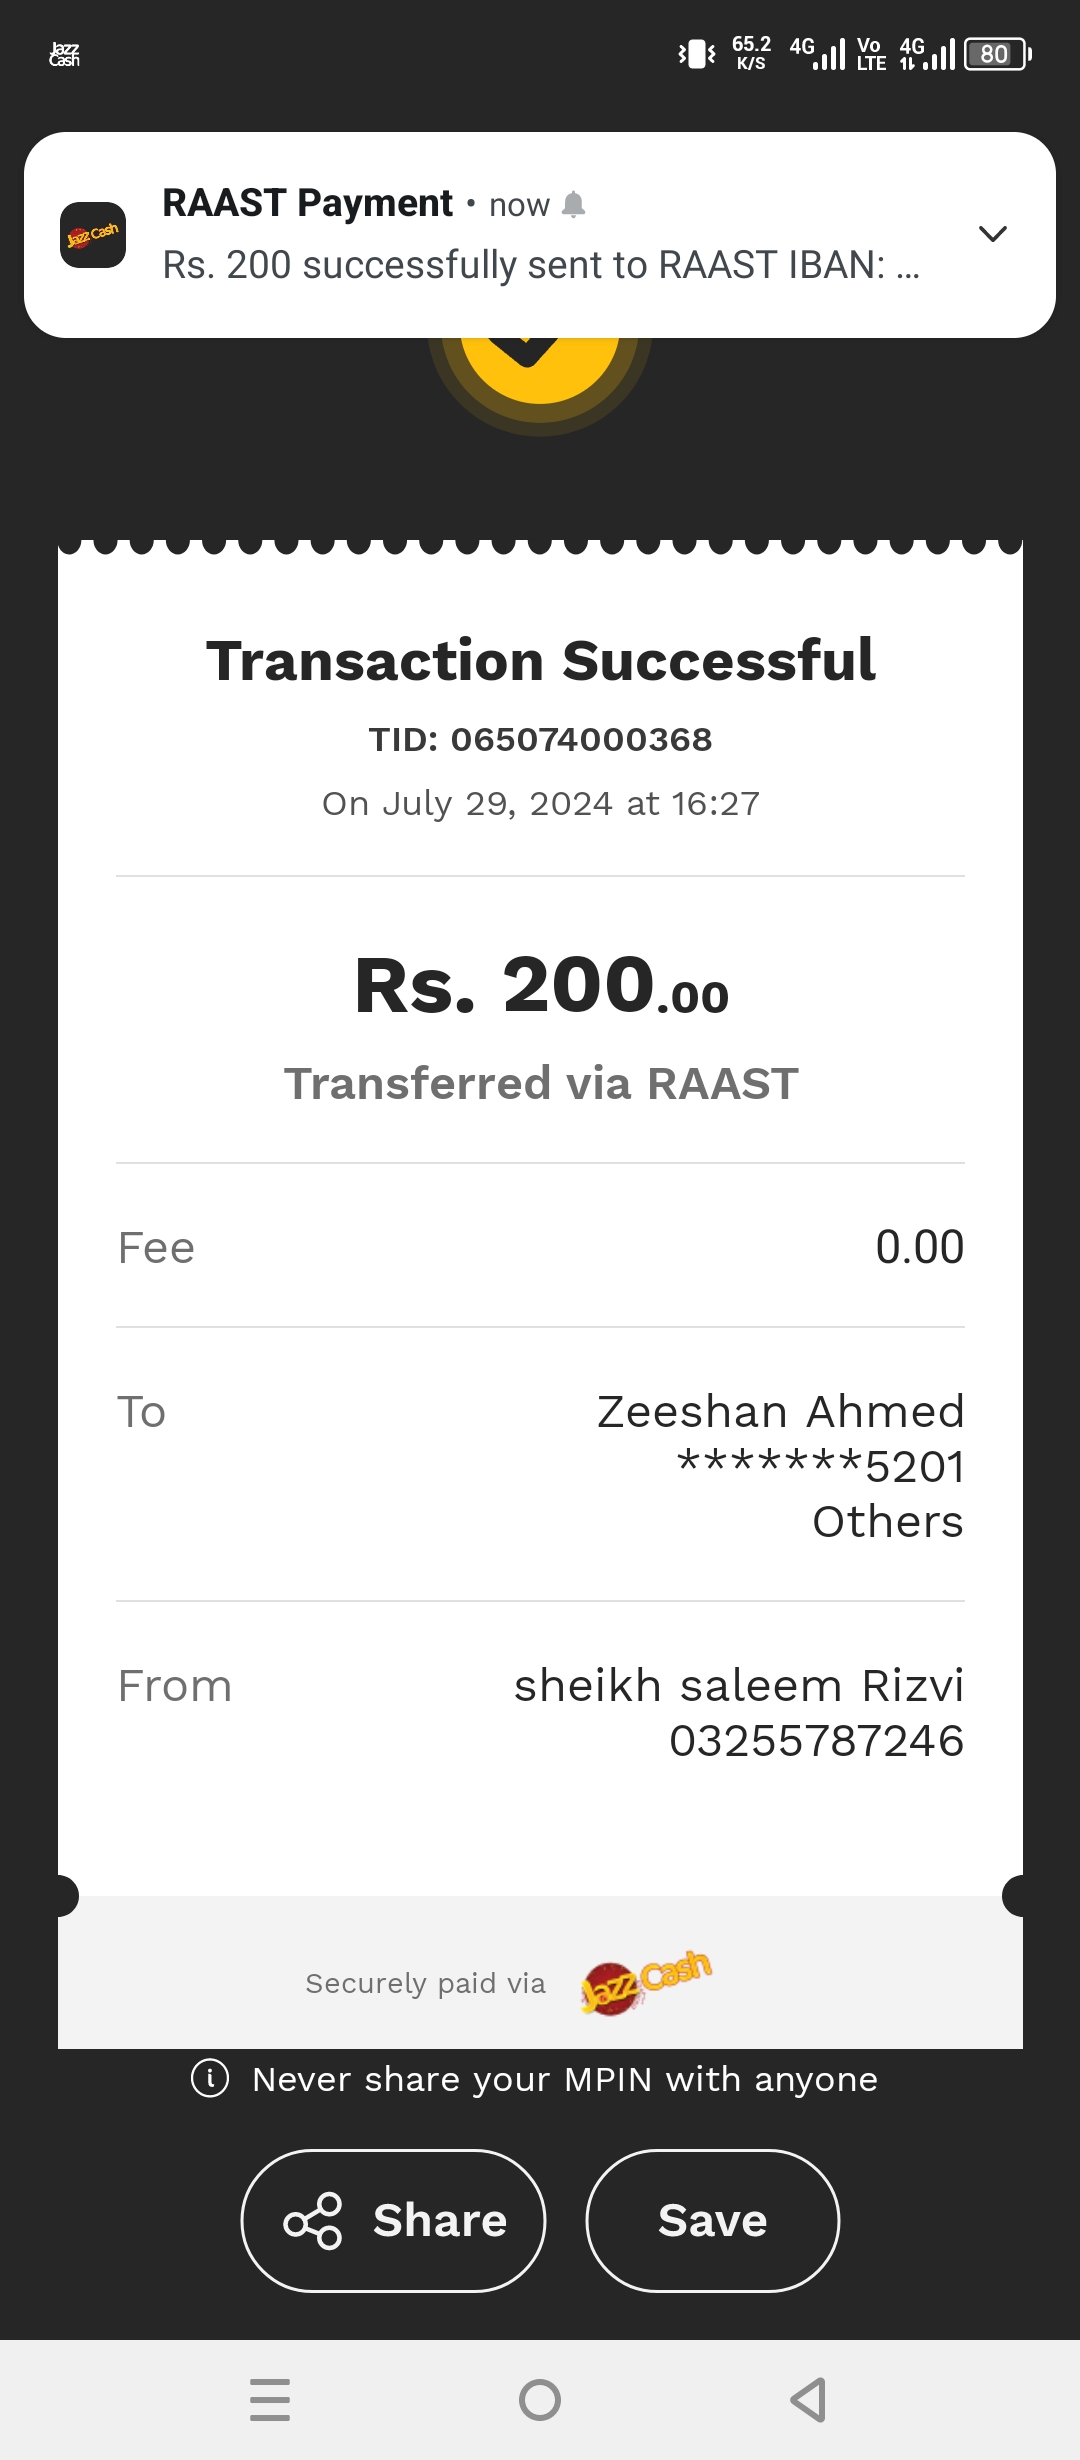 Jazz
Cash
65.2
K/S
4G
Vo
LTE
4G
80
RAAST Payment • now
Rs. 200 successfully sent to RAAST IBAN: ...
Jazz Cash
Transaction Successful
TID: 065074000368
On July 29, 2024 at 16:27
Rs. 200.00
Transferred via RAAST
Fee 0.00
To Zeeshan Ahmed
*******5201
Others
From sheikh saleem Rizvi
03255787246
Securely paid via Jazz Cash
Never share your MPIN with anyone
Share Save